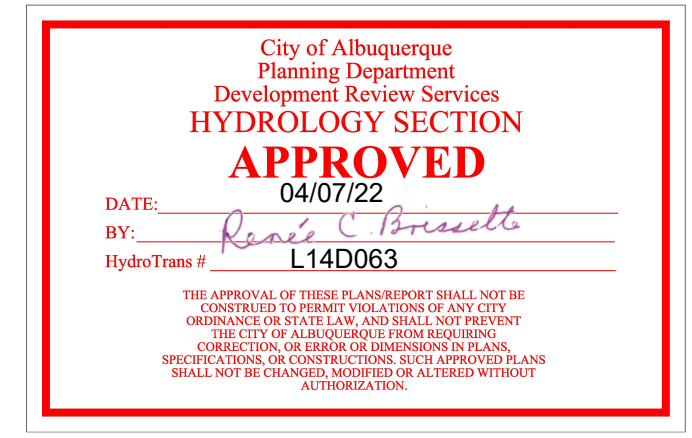 City of Albuquerque
Planning Department
Development Review Services
HYDROLOGY SECTION
APPROVED
DATE: 04/07/22
BY: Renée C. Brissette
HydroTrans # L14D063
THE APPROVAL OF THESE PLANS/REPORT SHALL NOT BE
CONSTRUED TO PERMIT VIOLATIONS OF ANY CITY
ORDINANCE OR STATE LAW, AND SHALL NOT PREVENT
THE CITY OF ALBUQUERQUE FROM REQUIRING
CORRECTION, OR ERROR OR DIMENSIONS IN PLANS,
SPECIFICATIONS, OR CONSTRUCTIONS. SUCH APPROVED PLANS
SHALL NOT BE CHANGED, MODIFIED OR ALTERED WITHOUT
AUTHORIZATION.